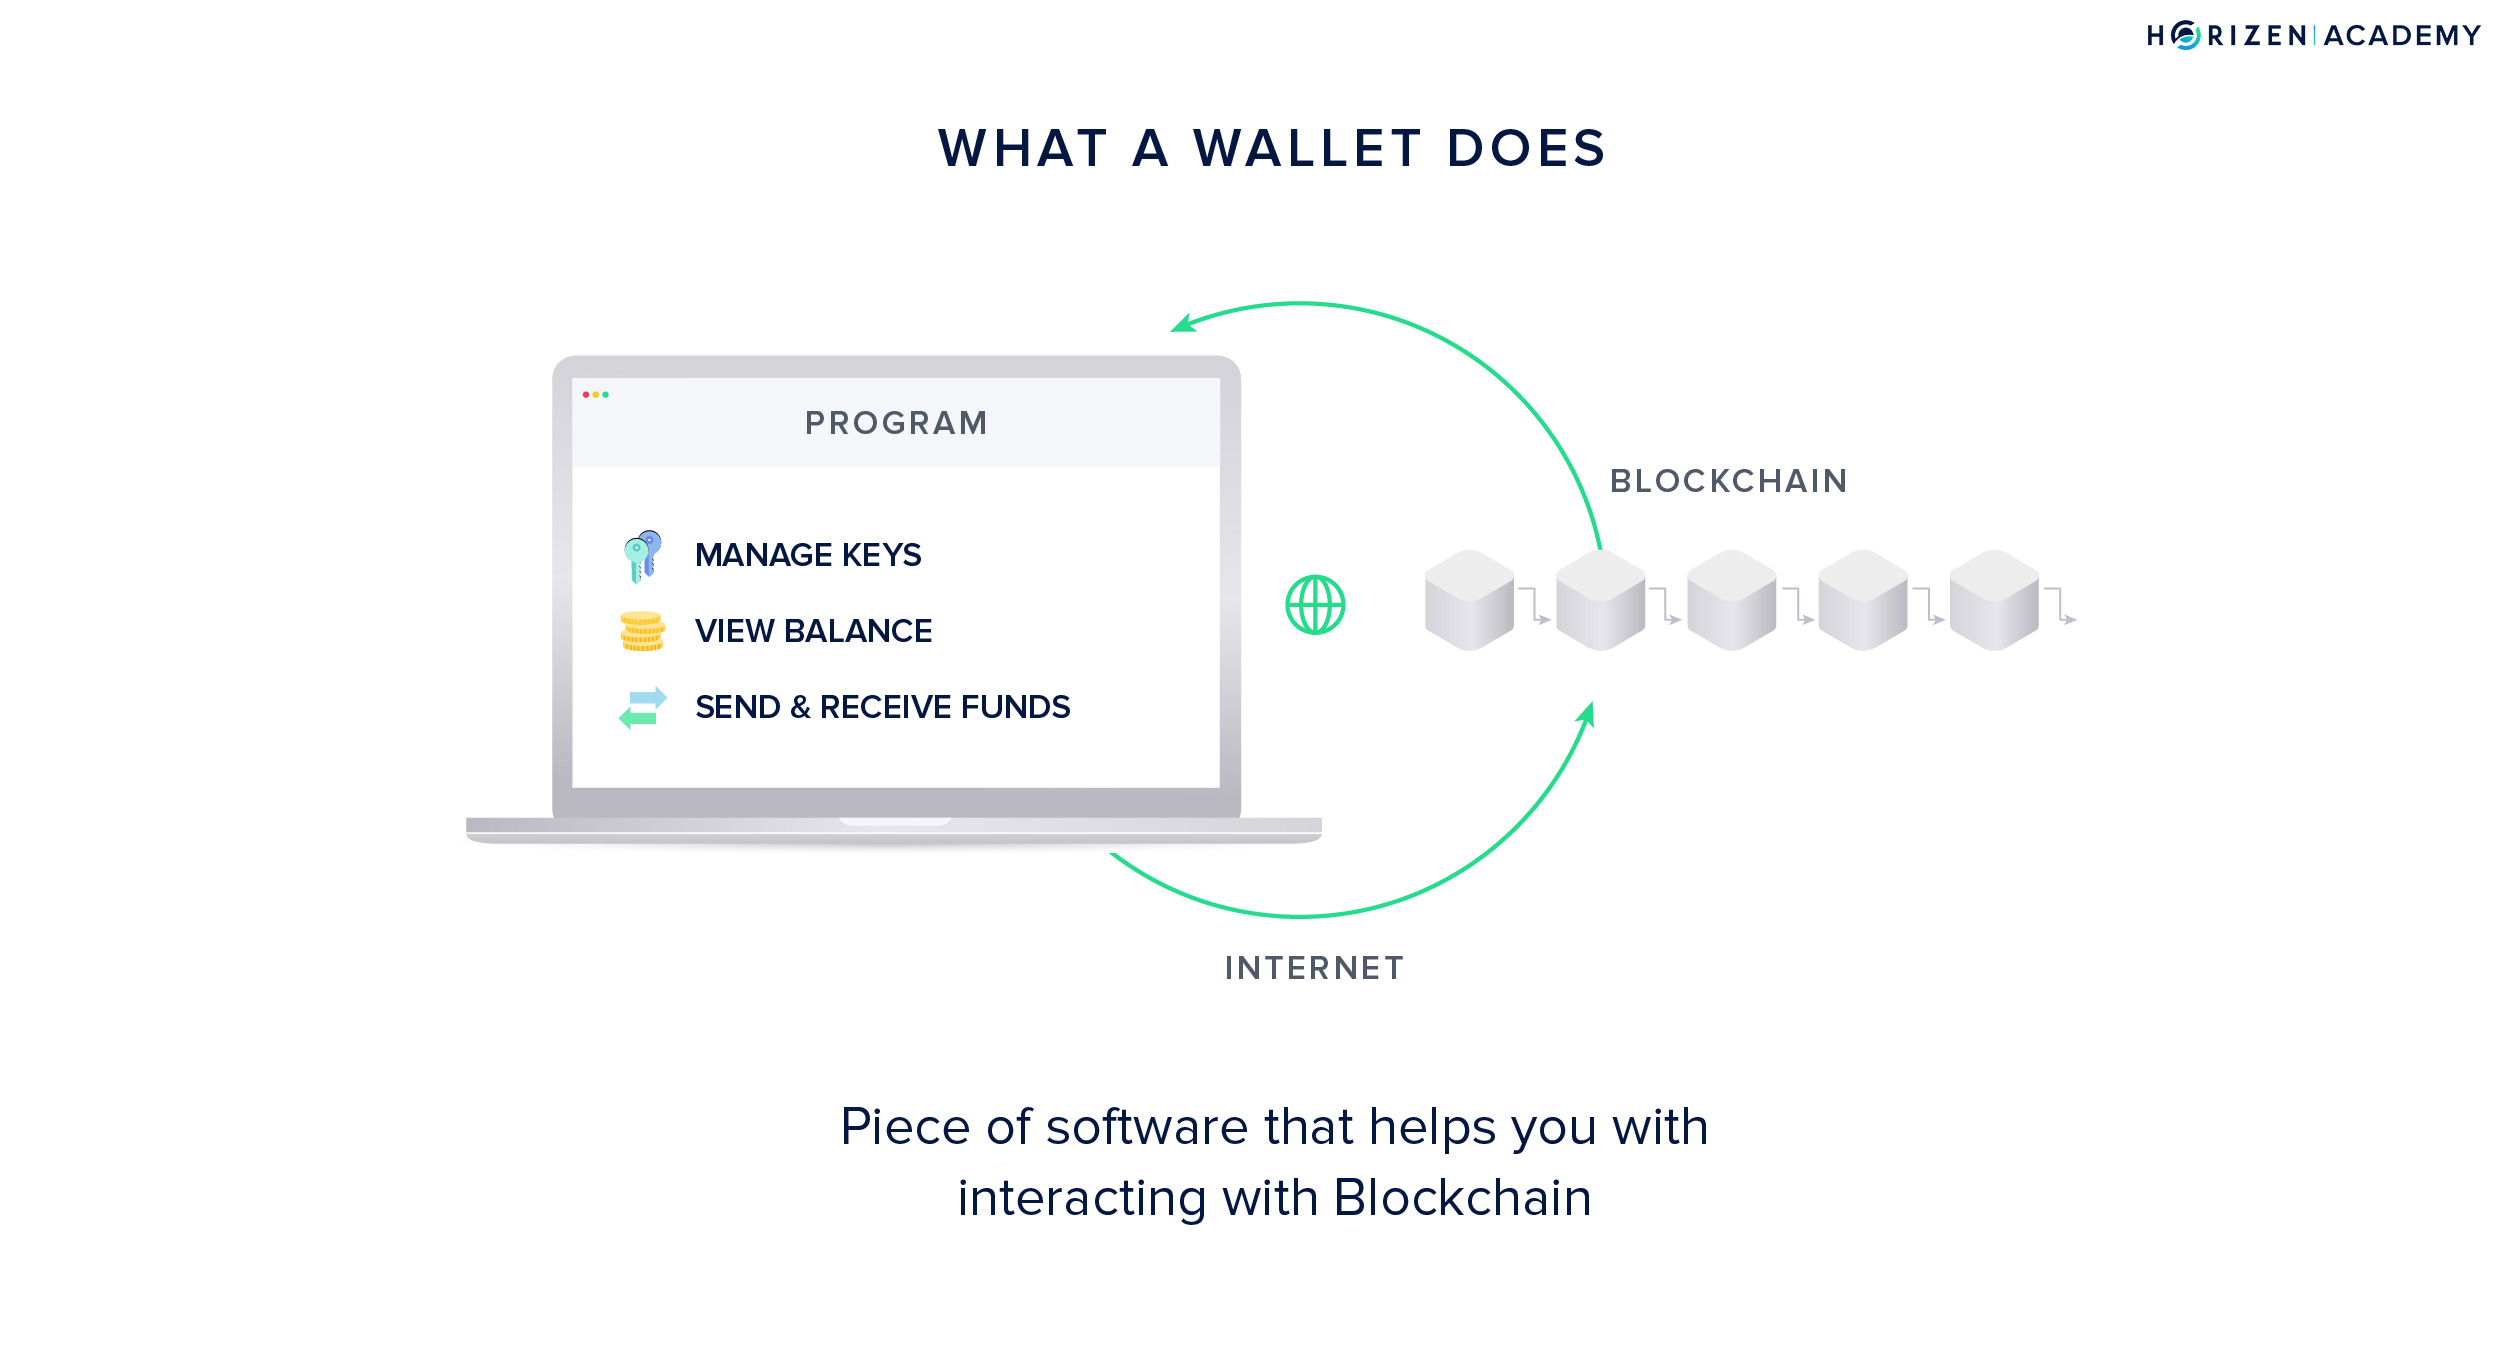 HORIZEN|ACADEMY
WHAT A WALLET DOES
PROGRAM
MANAGE KEYS
VIEW BALANCE
SEND & RECEIVE FUNDS
BLOCKCHAIN
INTERNET
Piece of software that helps you with
interacting with Blockchain